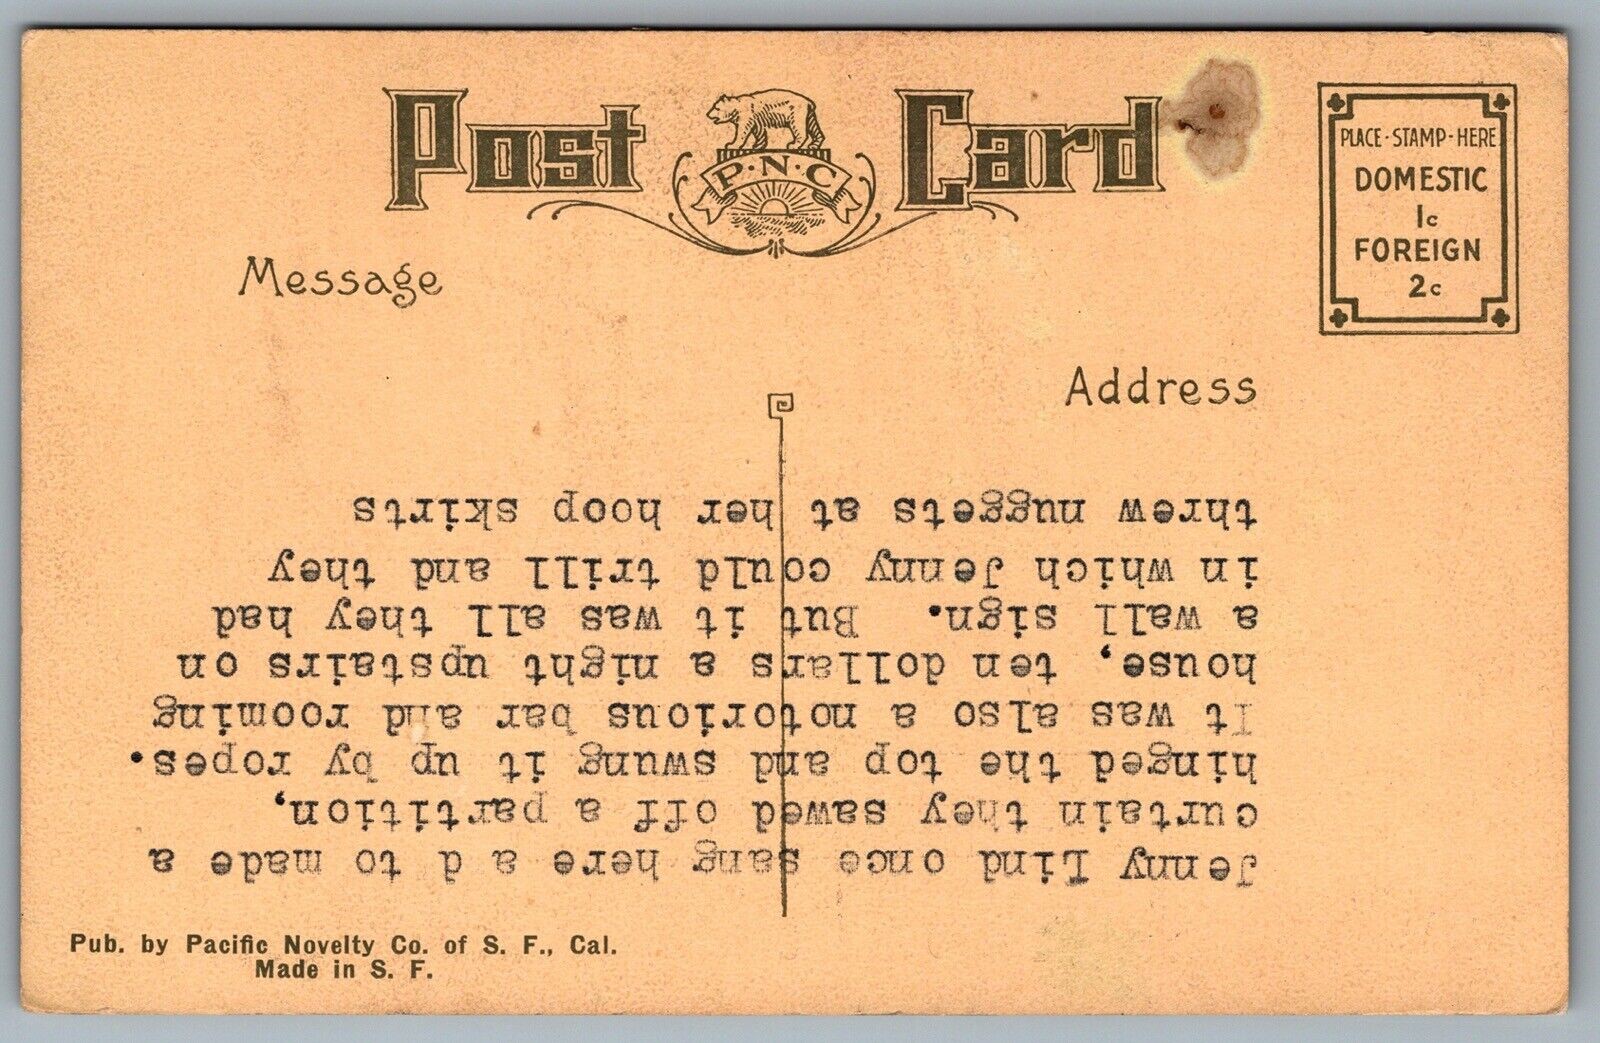 Post Card
P·N·C
PLACE-STAMP-HERE
DOMESTIC
1c
FOREIGN
2c
Message
Address
Jenny Lind once sang here a d a to made a
curtain they sawed off a partition,
hinged the top and swung it up by ropes.
It was also a notorious bar and rooming
house, ten dollars a night upstairs on
a wall sign. But it was all they had
in which Jenny could trill and they
threw nuggets at her hoop skirts
Pub. by Pacific Novelty Co. of S. F., Cal.
Made in S. F.